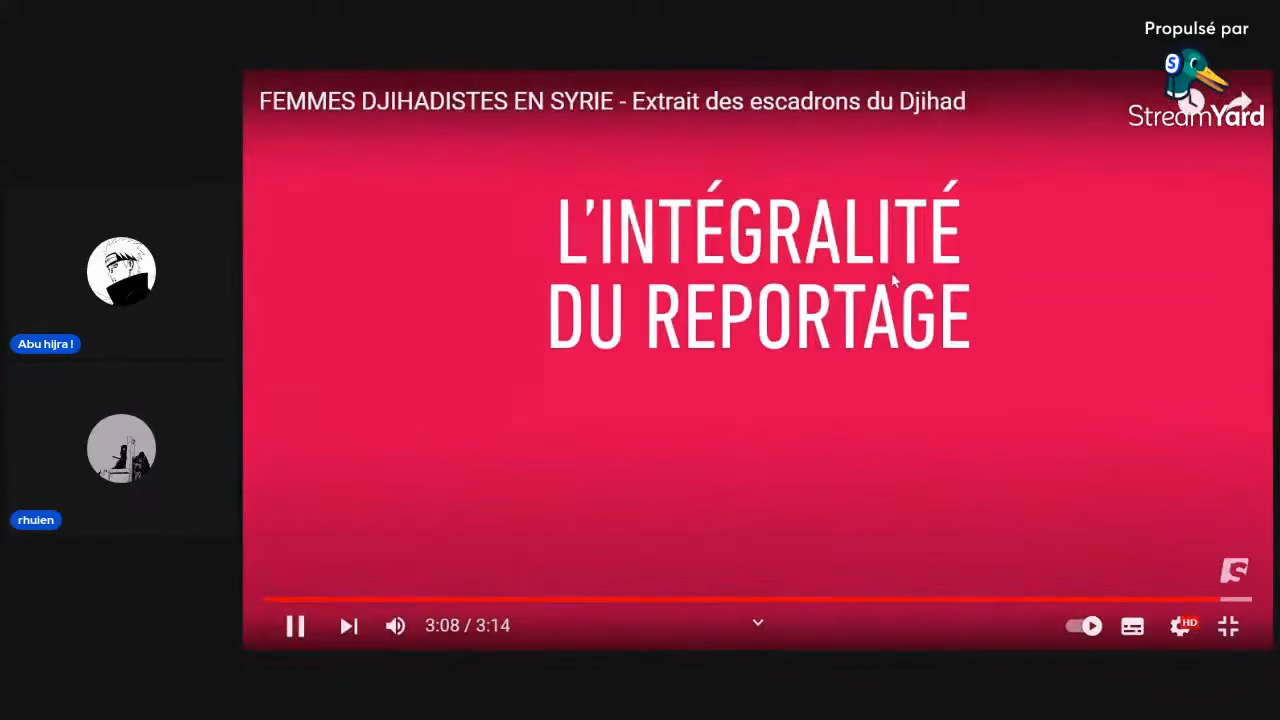 Propulsé par
StreamYard
FEMMES DJIHADISTES EN SYRIE - Extrait des escadrons du Djihad
L'INTÉGRALITÉ
DU REPORTAGE
Abu hijra !
rhuien
S
3:08 / 3:14
HD